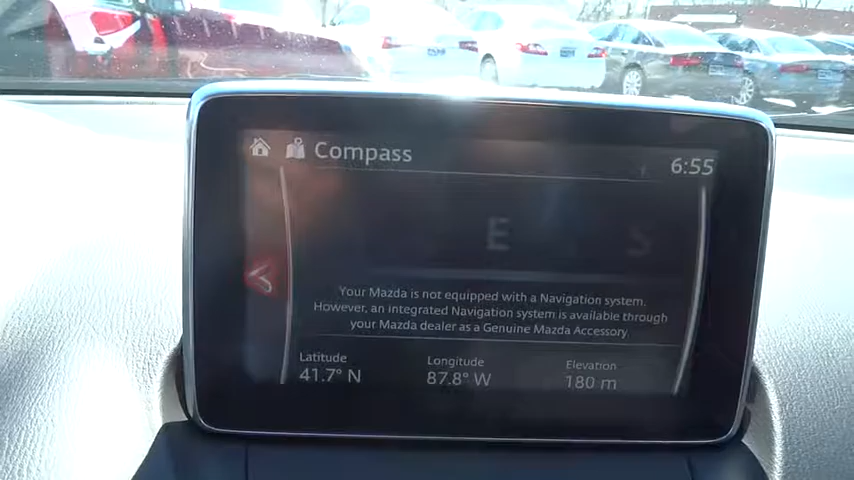 Compass
6:55
E S
Your Mazda is not equipped with a Navigation system.
However, an integrated Navigation system is available through
your Mazda dealer as a Genuine Mazda Accessory.
Latitude Longitude Elevation
41.7° N 87.8° W 180 m